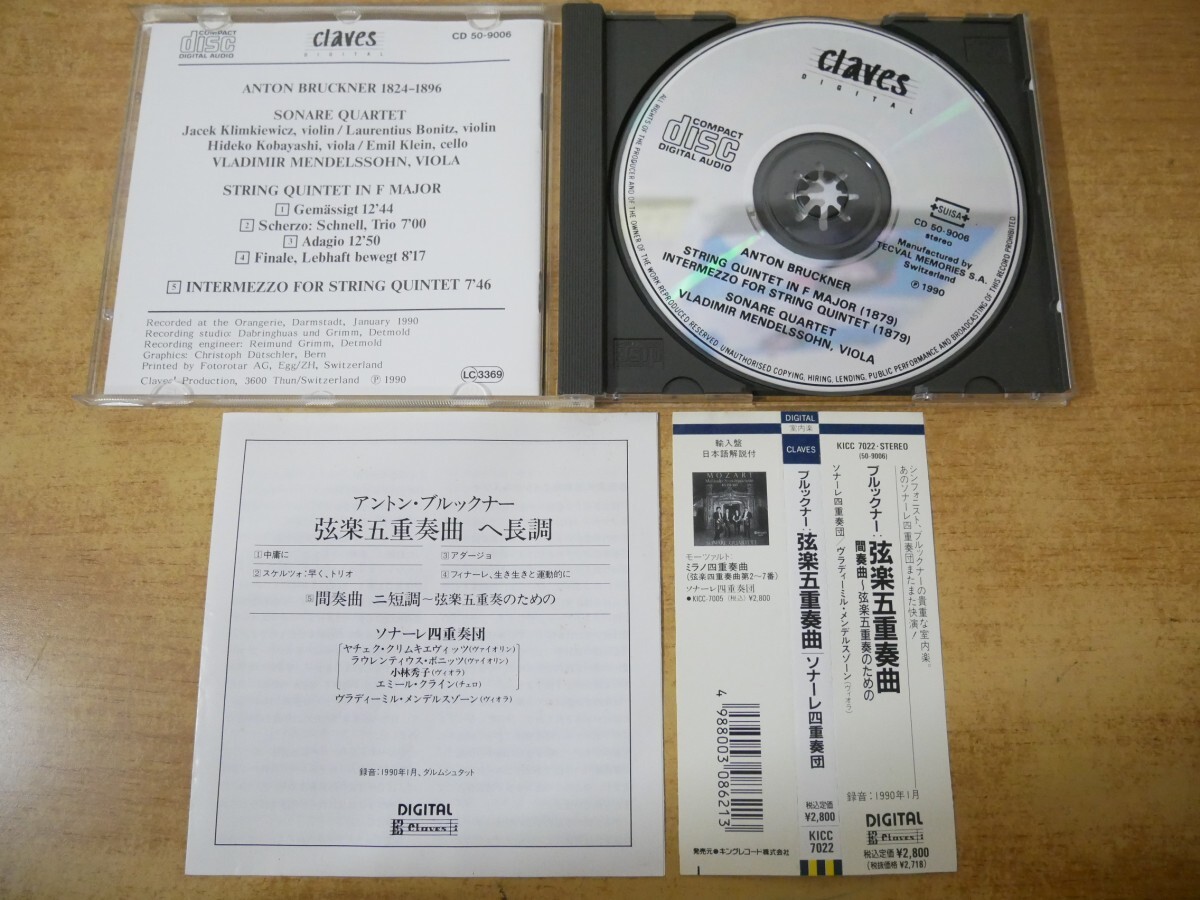 COMPACT
disc
DIGITAL AUDIO
claves
DIGITAL
CD 50-9006
ANTON BRUCKNER 1824-1896
SONARE QUARTET
Jacek Klimkiewicz, violin / Laurentius Bonitz, violin
Hideko Kobayashi, viola / Emil Klein, cello
VLADIMIR MENDELSSOHN, VIOLA
STRING QUINTET IN F MAJOR
1 Gemässigt 12'44
2 Scherzo: Schnell, Trio 7'00
3 Adagio 12'50
4 Finale, Lebhaft bewegt 8'17
5 INTERMEZZO FOR STRING QUINTET 7'46
Recorded at the Orangerie, Darmstadt, January 1990
Recording studio: Dabringhaus und Grimm, Detmold
Recording engineer: Reimund Grimm, Detmold
Graphics: Christoph Dütschler, Bern
Printed by Fotorotar AG, Egg/ZH, Switzerland
Claves Production, 3600 Thun/Switzerland ℗ 1990
LC 3369
claves
DIGITAL
COMPACT
disc
DIGITAL AUDIO
SUISA
CD 50-9006
stereo
Manufactured by
TECVAL MEMORIES S.A.
Switzerland
℗ 1990
ANTON BRUCKNER
STRING QUINTET IN F MAJOR (1879)
INTERMEZZO FOR STRING QUINTET (1879)
SONARE QUARTET
VLADIMIR MENDELSSOHN, VIOLA
ALL RIGHTS OF THE PRODUCER AND OF THE OWNER OF THE WORK REPRODUCED RESERVED. UNAUTHORISED COPYING, HIRING, LENDING, PUBLIC PERFORMANCE AND BROADCASTING OF THIS RECORD PROHIBITED
アントン・ブルックナー
弦楽五重奏曲 ヘ長調
①中庸に
③アダージョ
②スケルツォ：早く、トリオ
④フィナーレ、生き生きと運動的に
⑤間奏曲 ニ短調〜弦楽五重奏のための
ソナーレ四重奏団
ヤチェク・クリムキエヴィッツ(ヴァイオリン)
ラウレンティウス・ボニッツ(ヴァイオリン)
小林秀子(ヴィオラ)
エミール・クライン(チェロ)
ヴラディーミル・メンデルスゾーン(ヴィオラ)
録音：1990年1月、ダルムシュタット
DIGITAL
Claves
DIGITAL
室内楽
CLAVES
輸入盤
日本語解説付
MOZART
モーツァルト：
ミラノ四重奏曲
(弦楽四重奏曲第2〜7番)
ソナーレ四重奏団
●KICC-7005 (税込) ¥2,800
4988003086213
発売元●キングレコード株式会社
ブルックナー：弦楽五重奏曲
ソナーレ四重奏団
税込定価
¥2,800
KICC
7022
KICC 7022・STEREO
(50-9006)
シンフォニスト、ブルックナーの貴重な室内楽。
あのソナーレ四重奏団またまた快演！
ブルックナー：弦楽五重奏曲
間奏曲〜弦楽五重奏のための
ソナーレ四重奏団／ヴラディーミル・メンデルスゾーン(ヴィオラ)
録音：1990年1月
DIGITAL
Claves
税込定価 ¥2,800
(税抜価格 ¥2,718)